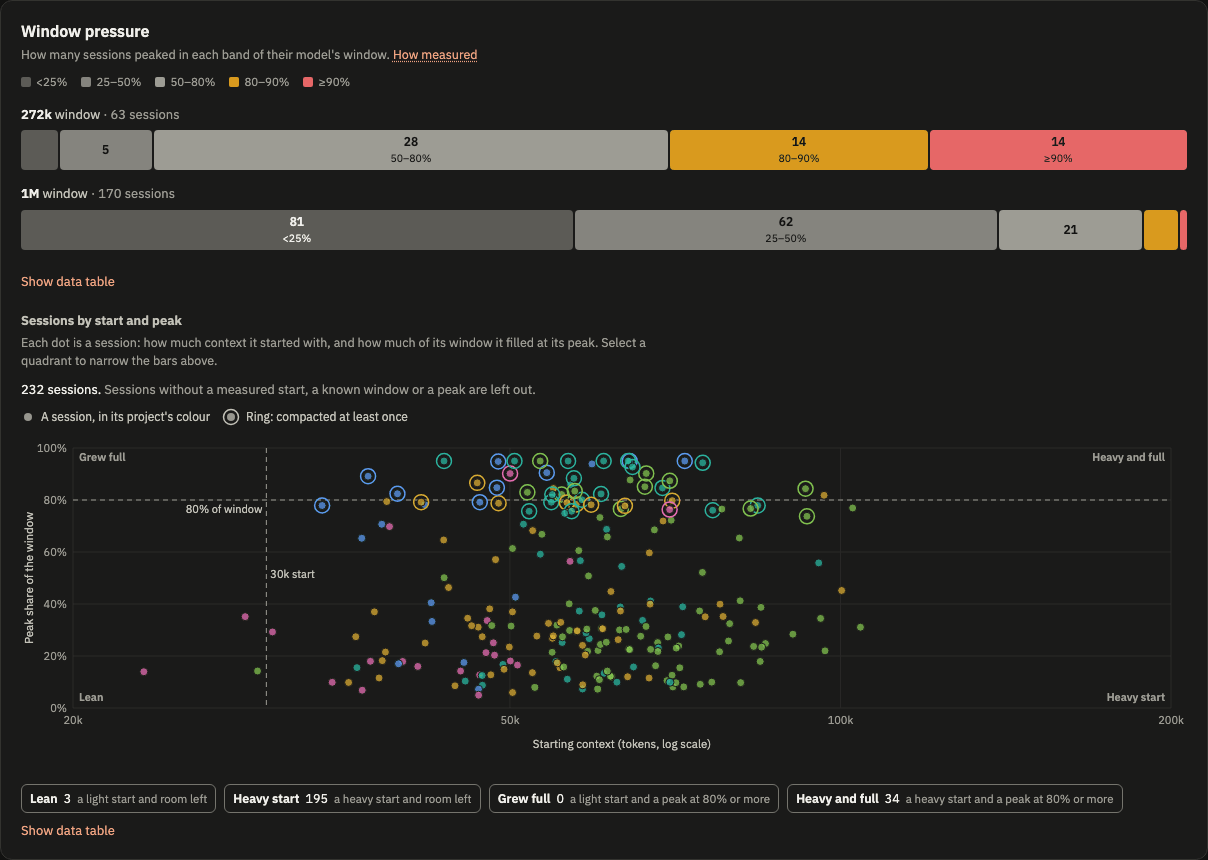 Window pressure
How many sessions peaked in each band of their model's window. How measured
<25% 25–50% 50–80% 80–90% ≥90%
272k window · 63 sessions
5
28
50–80%
14
80–90%
14
≥90%
1M window · 170 sessions
81
<25%
62
25–50%
21
Show data table
Sessions by start and peak
Each dot is a session: how much context it started with, and how much of its window it filled at its peak. Select a
quadrant to narrow the bars above.
232 sessions. Sessions without a measured start, a known window or a peak are left out.
A session, in its project's colour Ring: compacted at least once
100%
Grew full
Heavy and full
80%
80% of window
60%
30k start
40%
20%
Lean
Heavy start
0%
Peak share of the window
20k 50k 100k 200k
Starting context (tokens, log scale)
Lean 3 a light start and room left
Heavy start 195 a heavy start and room left
Grew full 0 a light start and a peak at 80% or more
Heavy and full 34 a heavy start and a peak at 80% or more
Show data table